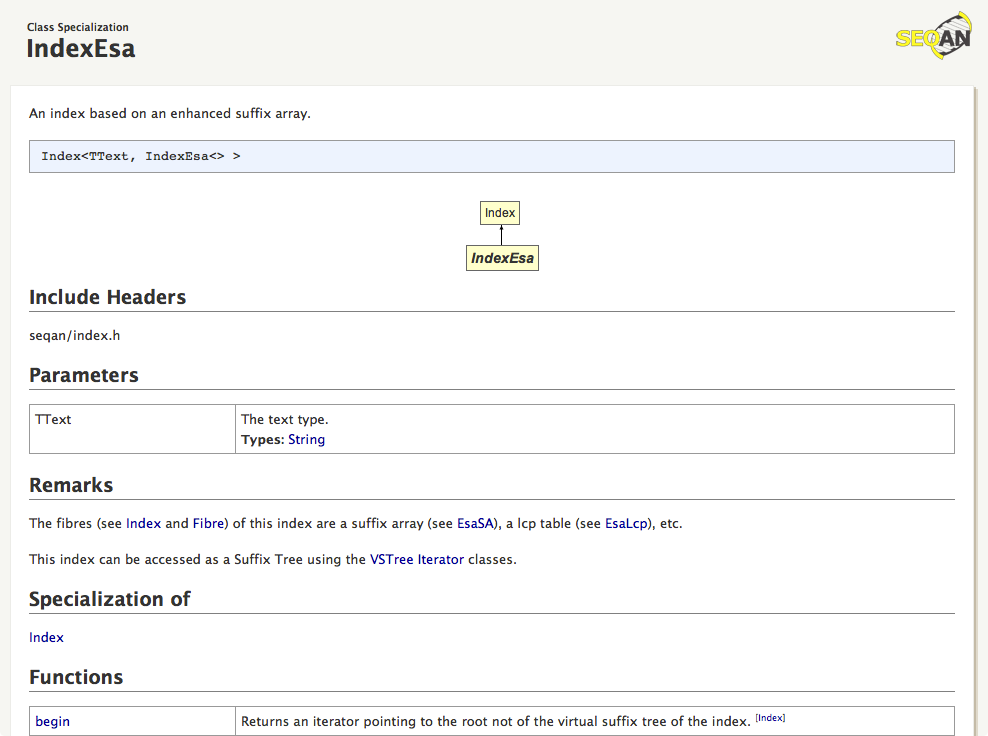 Class Specialization
IndexEsa
SEQAN
An index based on an enhanced suffix array.
Index<TText, IndexEsa<> >
Index
IndexEsa
Include Headers
seqan/index.h
Parameters
TText
The text type.
Types: String
Remarks
The fibres (see Index and Fibre) of this index are a suffix array (see EsaSA), a lcp table (see EsaLcp), etc.
This index can be accessed as a Suffix Tree using the VSTree Iterator classes.
Specialization of
Index
Functions
begin
Returns an iterator pointing to the root not of the virtual suffix tree of the index. [Index]